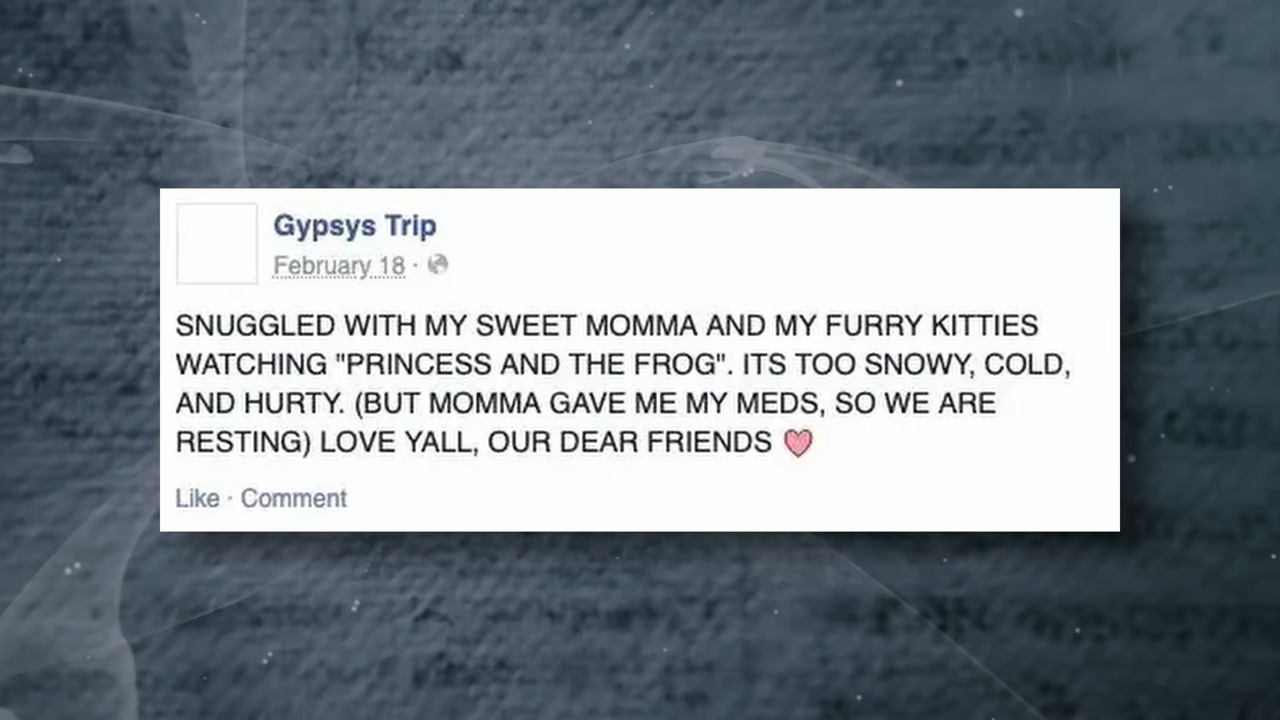 Gypsys Trip
February 18 ·
SNUGGLED WITH MY SWEET MOMMA AND MY FURRY KITTIES
WATCHING "PRINCESS AND THE FROG". ITS TOO SNOWY, COLD,
AND HURTY. (BUT MOMMA GAVE ME MY MEDS, SO WE ARE
RESTING) LOVE YALL, OUR DEAR FRIENDS 💗
Like · Comment